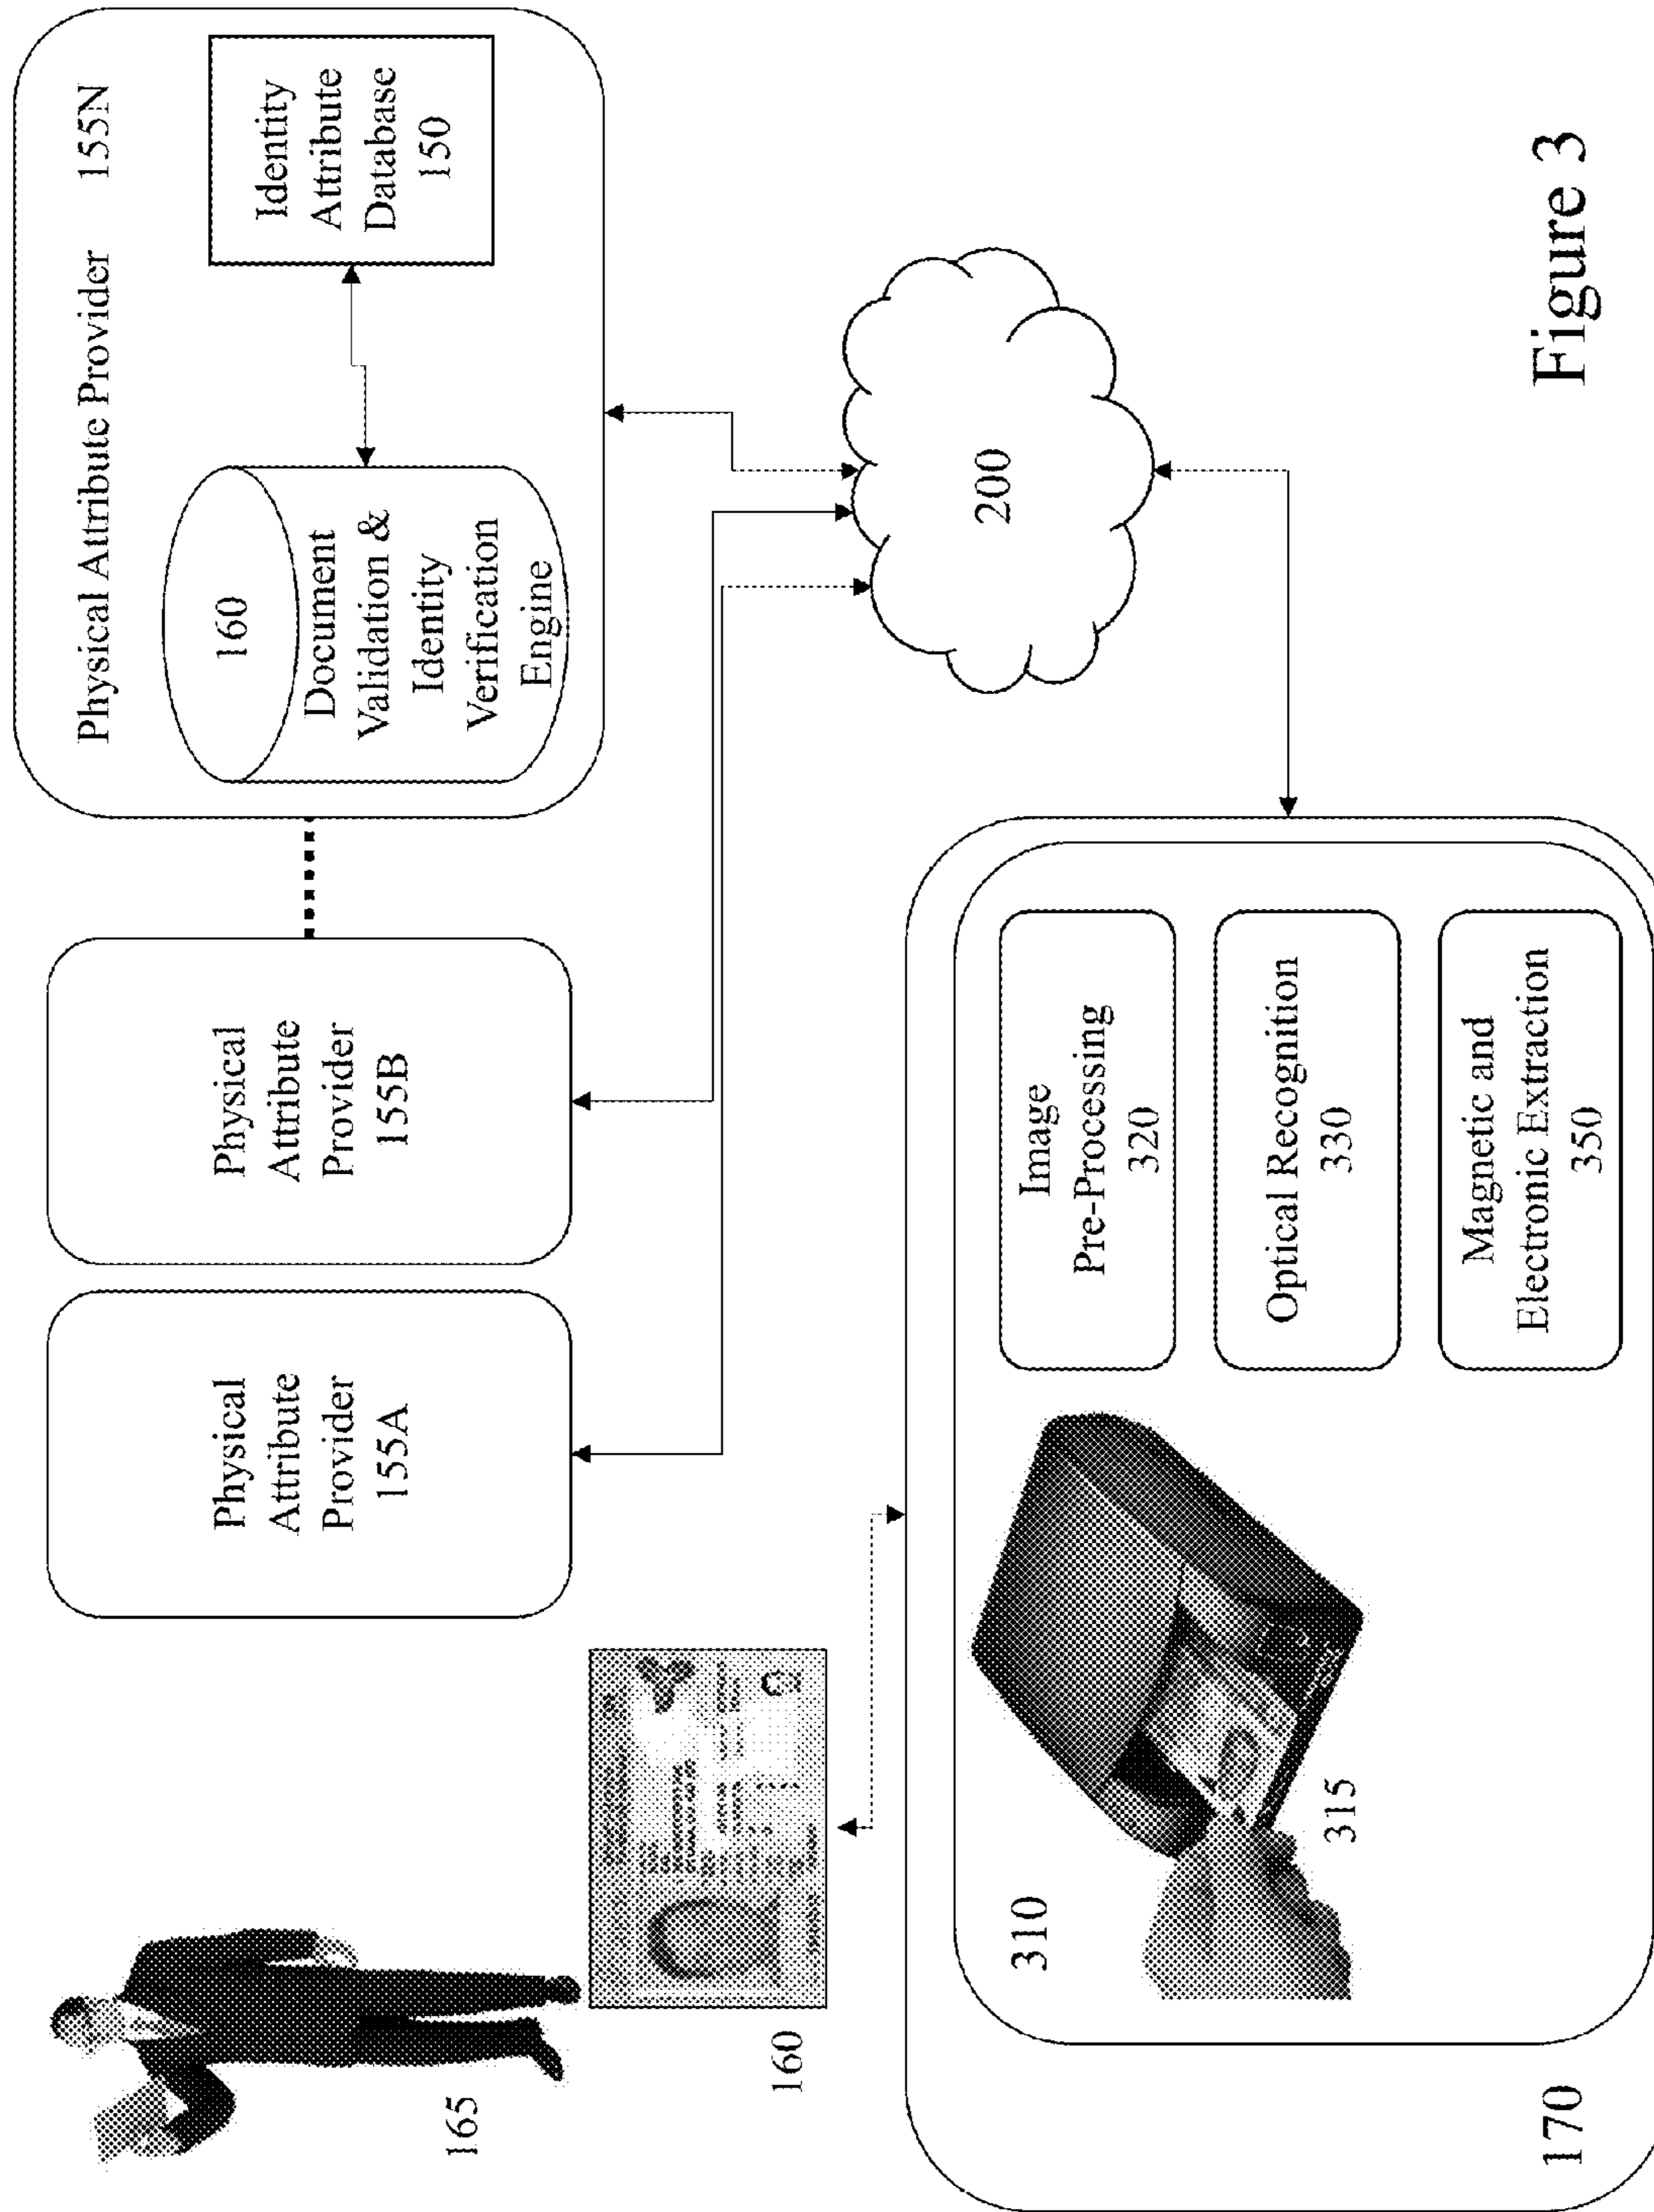 165
160
Physical
Attribute
Provider
155A
Physical
Attribute
Provider
155B
Physical Attribute Provider 155N
160
Document
Validation &
Identity
Verification
Engine
Identity
Attribute
Database
150
200
170
310
315
Image
Pre-Processing
320
Optical Recognition
330
Magnetic and
Electronic Extraction
350
Figure 3